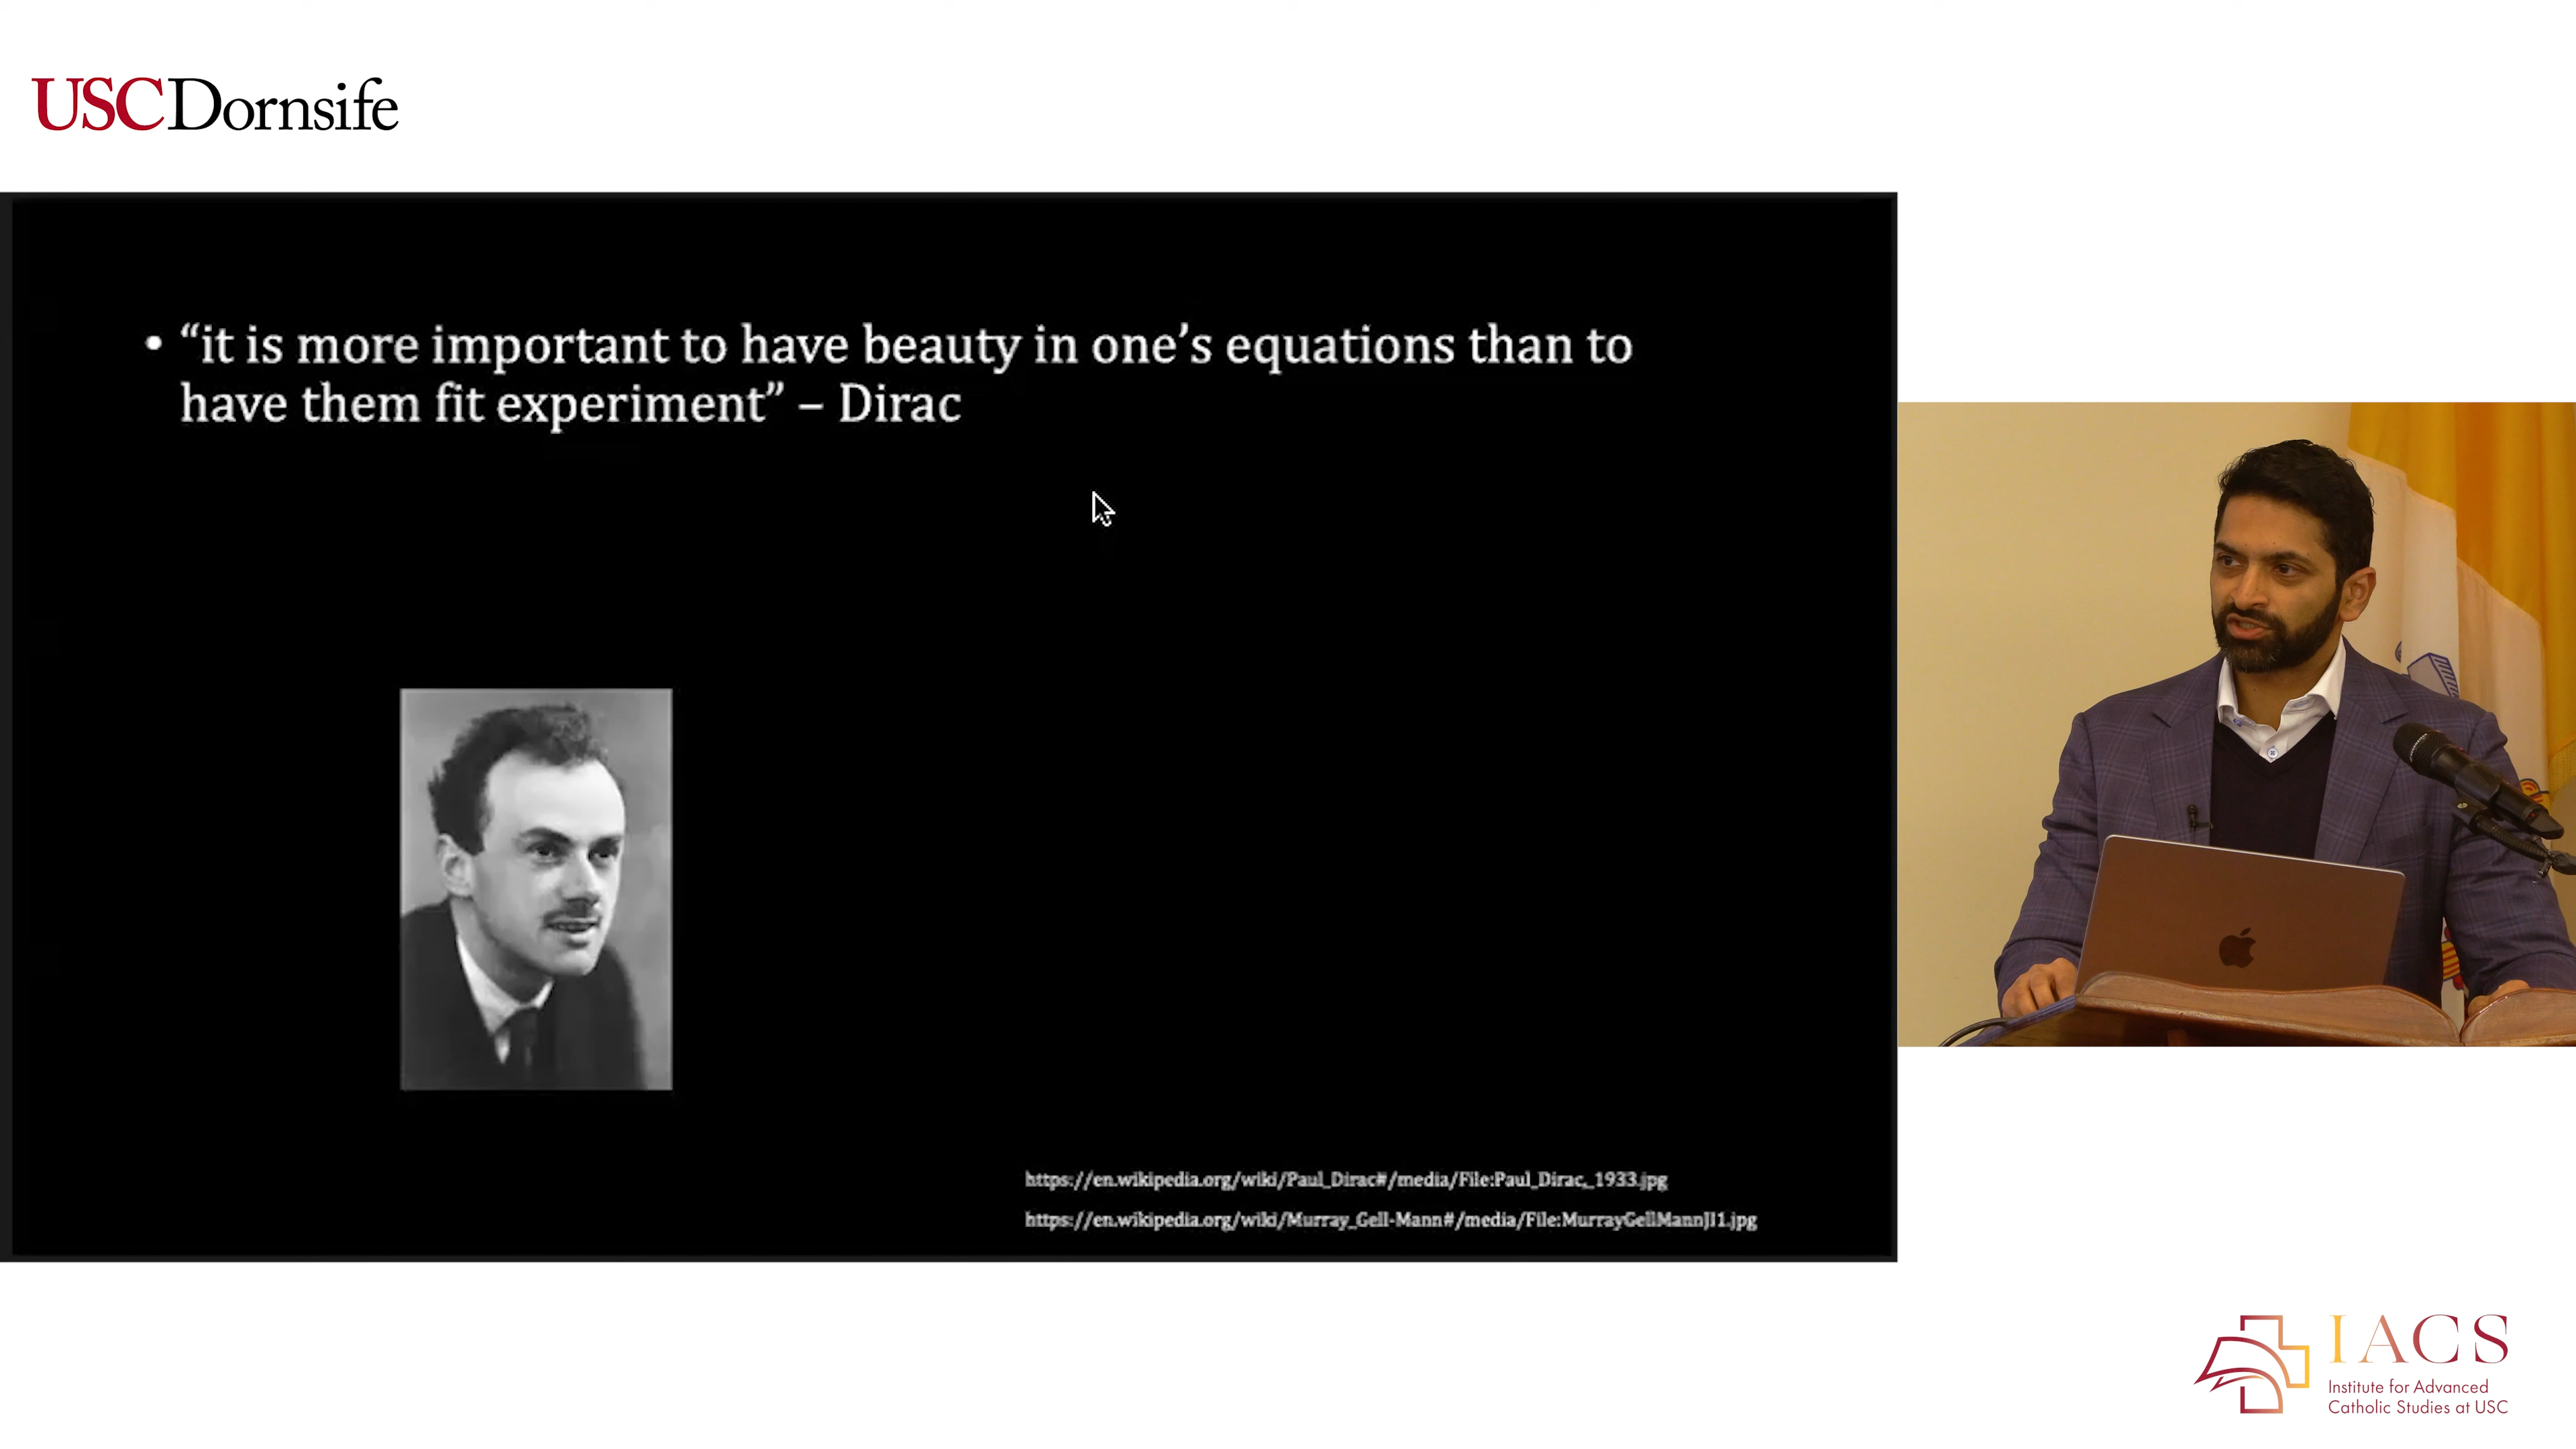 USCDornsife
• “it is more important to have beauty in one’s equations than to
have them fit experiment” – Dirac
https://en.wikipedia.org/wiki/Paul_Dirac#/media/File:Paul_Dirac,_1933.jpg
https://en.wikipedia.org/wiki/Murray_Gell-Mann#/media/File:MurrayGellMannJI1.jpg
IACS
Institute for Advanced
Catholic Studies at USC